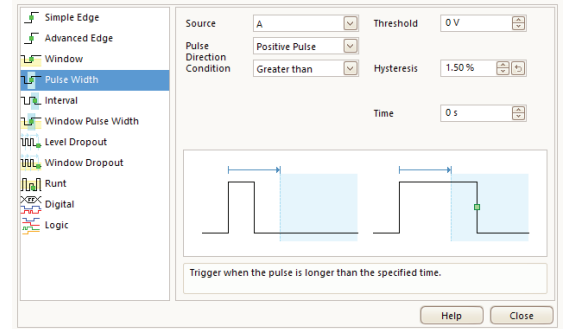 Simple Edge
Advanced Edge
Window
Pulse Width
Interval
Window Pulse Width
Level Dropout
Window Dropout
Runt
Digital
Logic
Source A Threshold 0 V
Pulse Direction Positive Pulse
Condition Greater than Hysteresis 1.50 %
Time 0 s
Trigger when the pulse is longer than the specified time.
Help Close